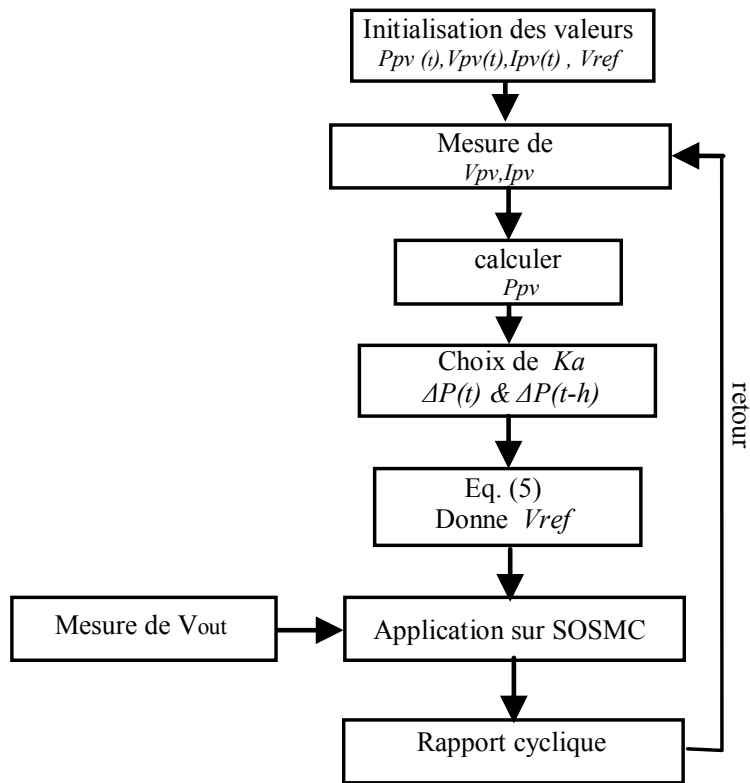 Initialisation des valeurs
Ppv (t),Vpv(t),Ipv(t) , Vref
Mesure de
Vpv,Ipv
calculer
Ppv
Choix de Ka
ΔP(t) & ΔP(t-h)
retour
Eq. (5)
Donne Vref
Mesure de Vout
Application sur SOSMC
Rapport cyclique